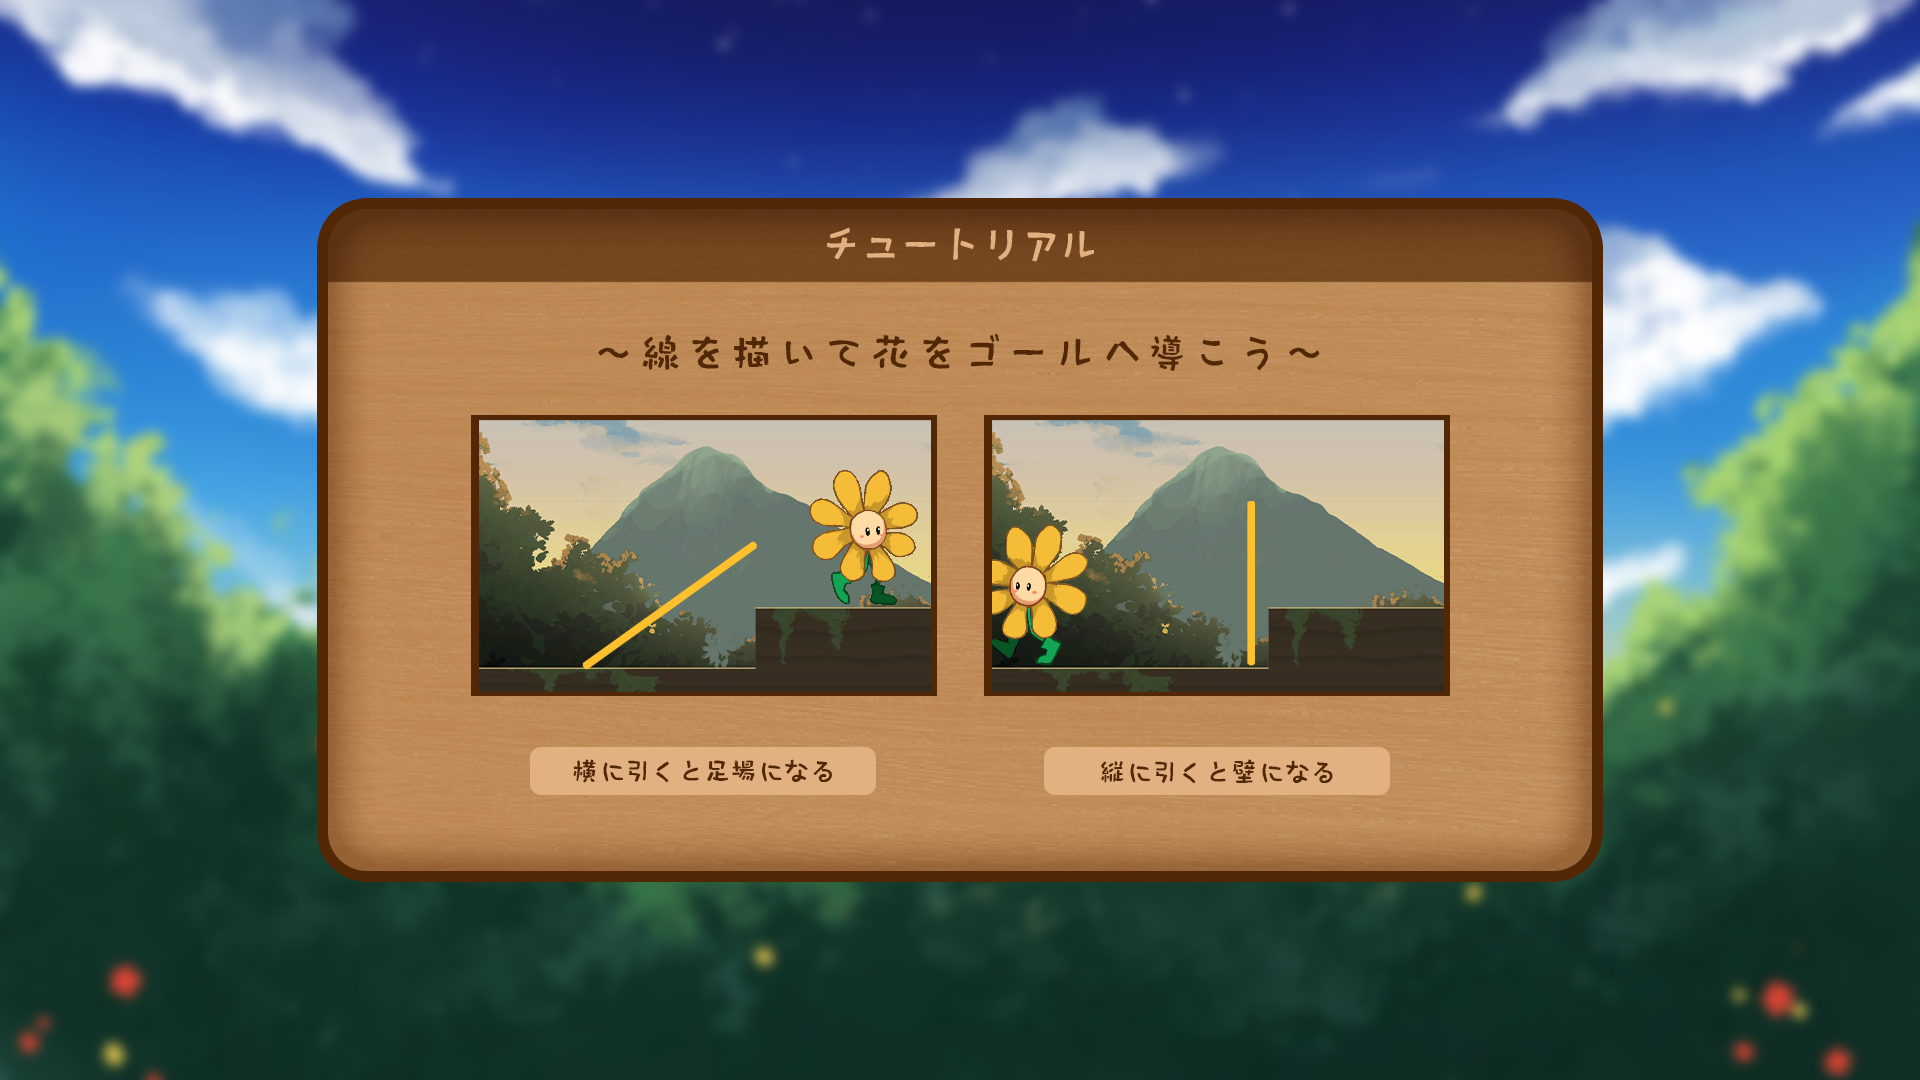 チュートリアル
～線を描いて花をゴールへ導こう～
横に引くと足場になる
縦に引くと壁になる